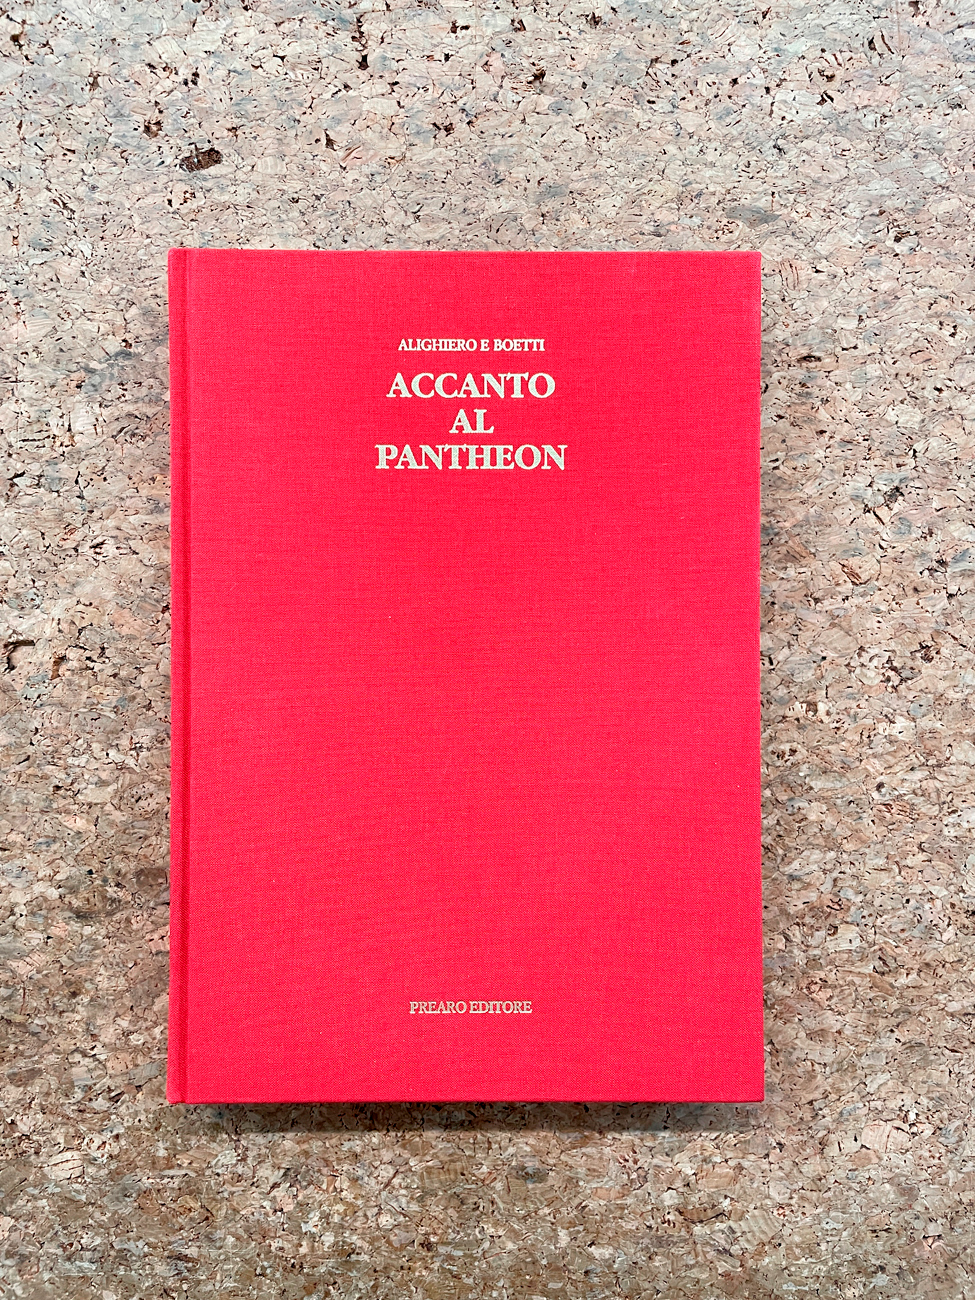 ALIGHIERO E BOETTI
ACCANTO
AL
PANTHEON
PREARO EDITORE